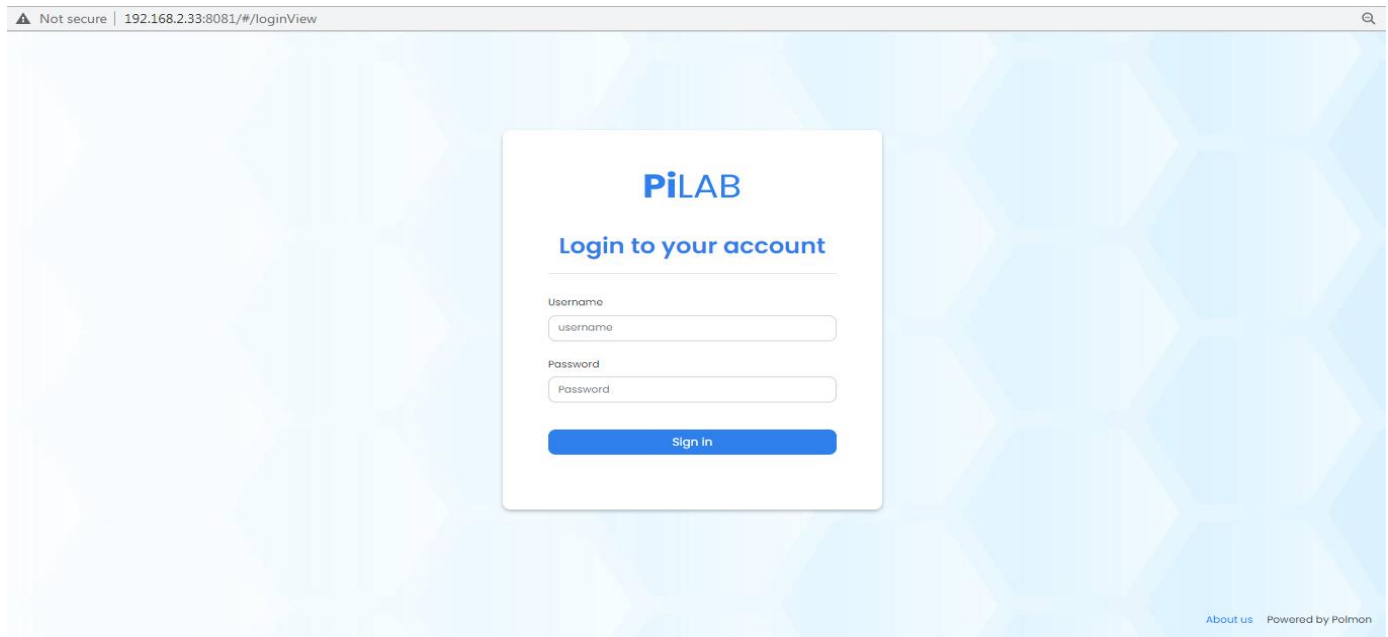 Not secure | 192.168.2.33:8081/#/loginView
PiLAB
Login to your account
Username
username
Password
Password
Sign in
About us Powered by Polmon